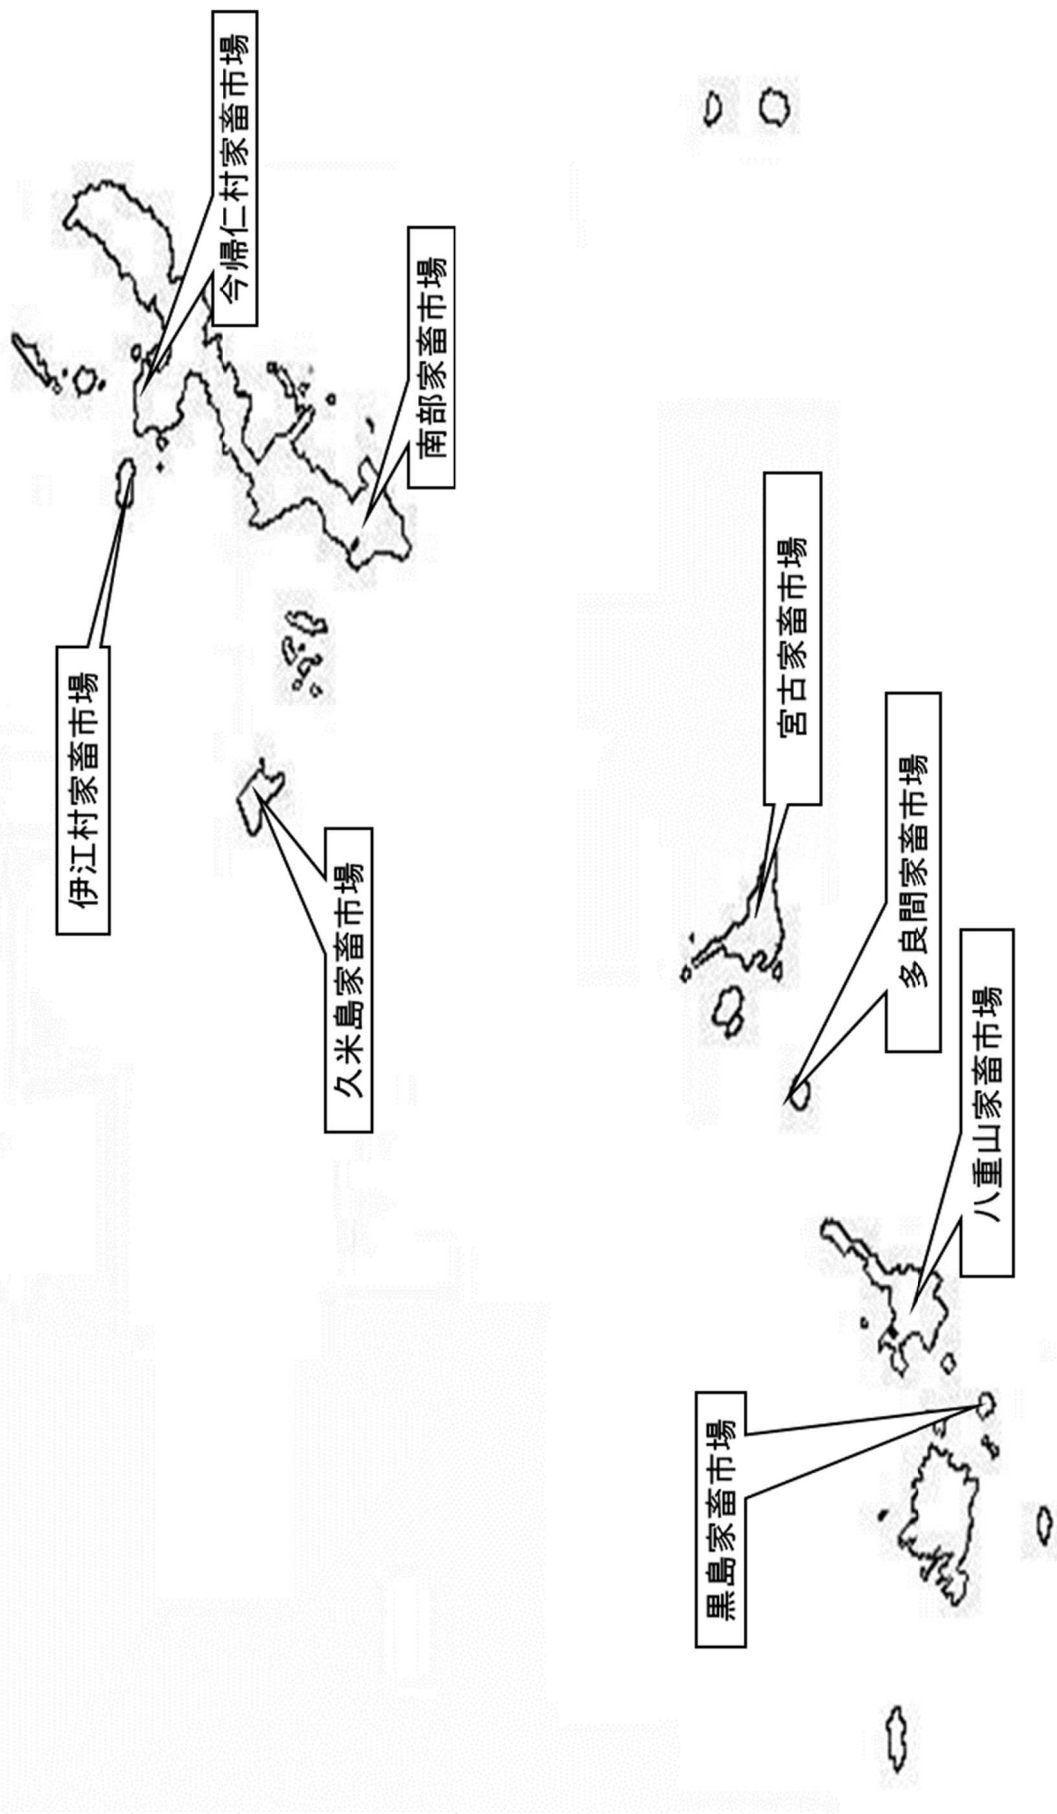 今帰仁村家畜市場
南部家畜市場
伊江村家畜市場
久米島家畜市場
宮古家畜市場
多良間家畜市場
八重山家畜市場
黒島家畜市場